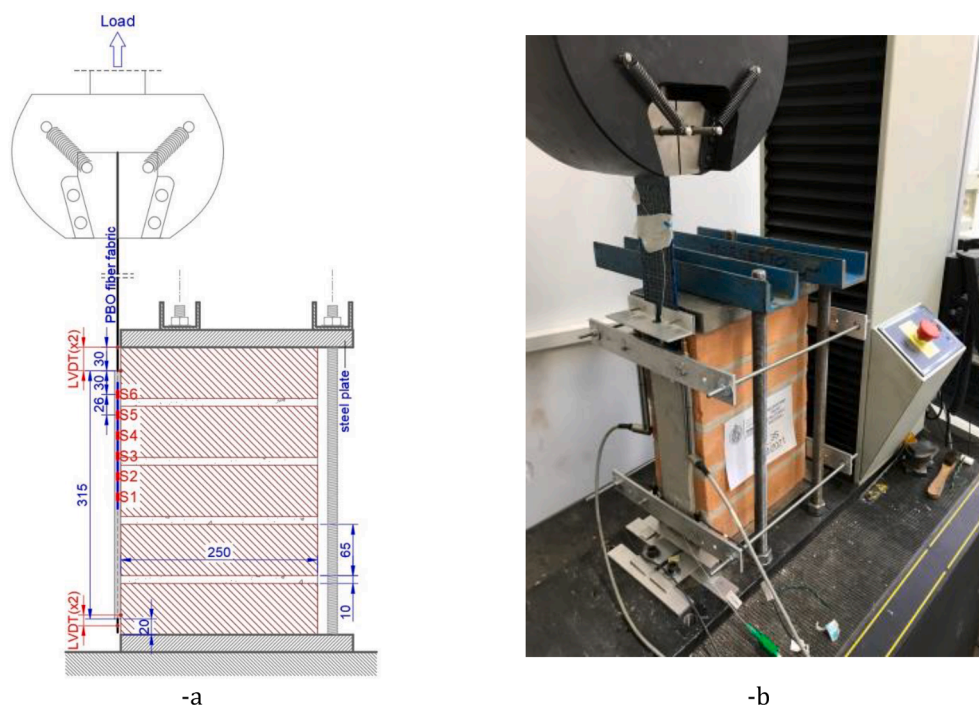 Load
PBO fiber fabric
LVDT(x2)
30
30
26
S6
S5
S4
S3
S2
S1
315
steel plate
250
65
10
20
LVDT(x2)
-a
-b